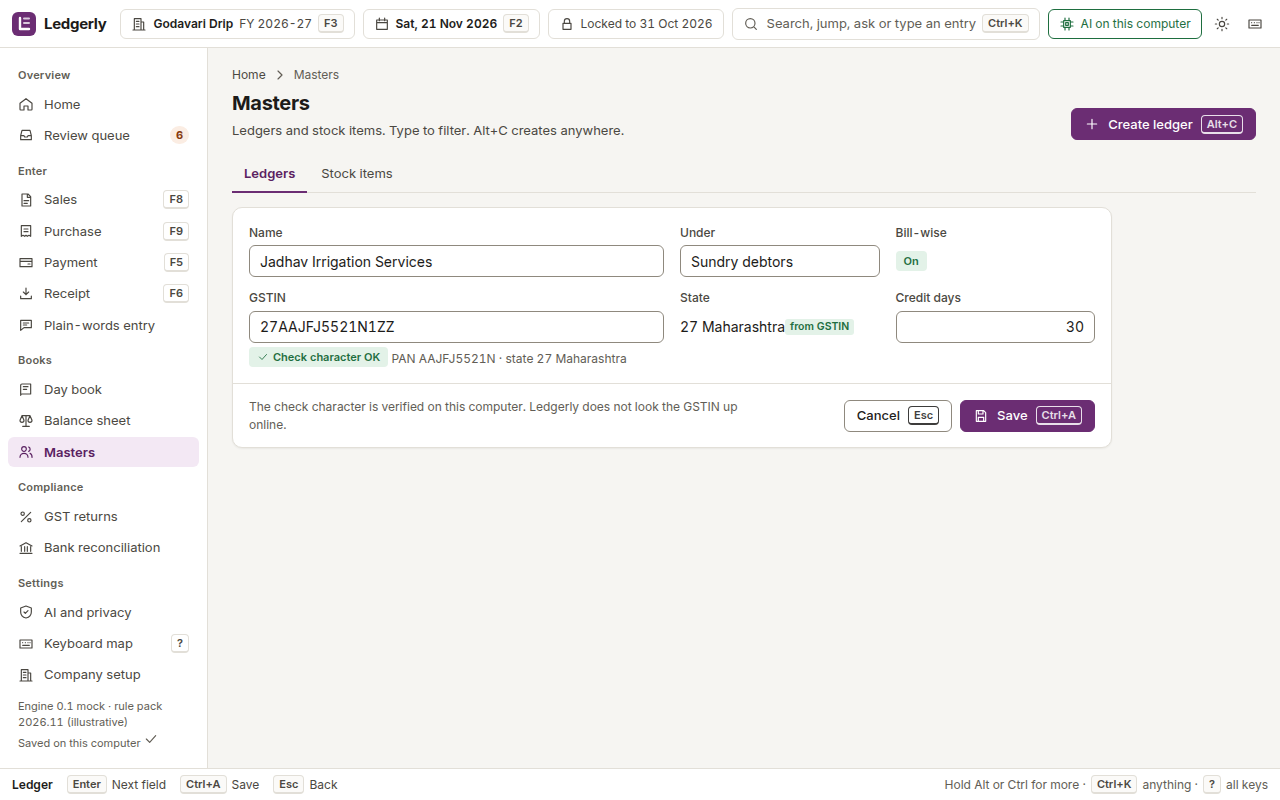 Ledgerly
Godavari Drip FY 2026-27 F3
Sat, 21 Nov 2026 F2
Locked to 31 Oct 2026
Search, jump, ask or type an entry Ctrl+K
AI on this computer
Overview
Home
Review queue 6
Enter
Sales F8
Purchase F9
Payment F5
Receipt F6
Plain-words entry
Books
Day book
Balance sheet
Masters
Compliance
GST returns
Bank reconciliation
Settings
AI and privacy
Keyboard map ?
Company setup
Engine 0.1 mock · rule pack
2026.11 (illustrative)
Saved on this computer
Home Masters
Masters
Ledgers and stock items. Type to filter. Alt+C creates anywhere.
Create ledger Alt+C
Ledgers Stock items
Name Under Bill-wise
Jadhav Irrigation Services Sundry debtors On
GSTIN State Credit days
27AAJFJ5521N1ZZ 27 Maharashtra from GSTIN 30
Check character OK PAN AAJFJ5521N · state 27 Maharashtra
The check character is verified on this computer. Ledgerly does not look the GSTIN up
online.
Cancel Esc Save Ctrl+A
Ledger Enter Next field Ctrl+A Save Esc Back
Hold Alt or Ctrl for more · Ctrl+K anything · ? all keys